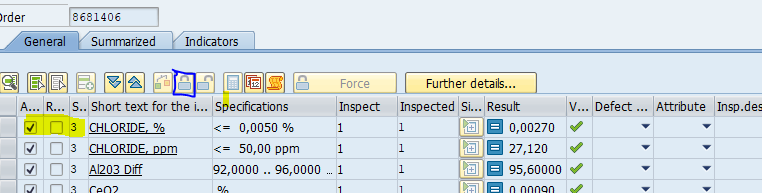 Order 8681406
General Summarized Indicators
Force Further details...
A... R... S.. Short text for the i... Specifications Inspect Inspected Si... Result V... Defect ... Attribute Insp.des
3 CHLORIDE, % <= 0,0050 % 1 1 0,00270
3 CHLORIDE, ppm <= 50,00 ppm 1 1 27,120
3 Al203 Diff 92,0000 .. 96,0000 ... 1 1 95,60000
3 CeO2 % 1 1 0,00090